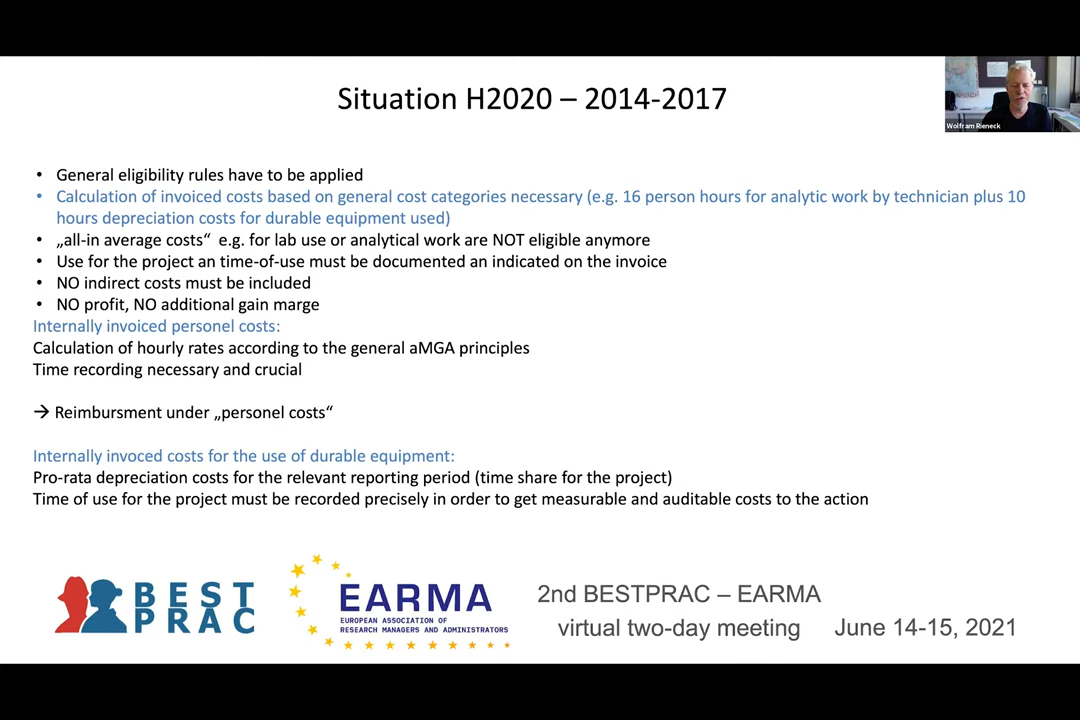 Situation H2020 – 2014-2017
Wolfram Rieneck
• General eligibility rules have to be applied
• Calculation of invoiced costs based on general cost categories necessary (e.g. 16 person hours for analytic work by technician plus 10
hours depreciation costs for durable equipment used)
• „all-in average costs“ e.g. for lab use or analytical work are NOT eligible anymore
• Use for the project an time-of-use must be documented an indicated on the invoice
• NO indirect costs must be included
• NO profit, NO additional gain marge
Internally invoiced personel costs:
Calculation of hourly rates according to the general aMGA principles
Time recording necessary and crucial
→ Reimbursment under „personel costs“
Internally invoced costs for the use of durable equipment:
Pro-rata depreciation costs for the relevant reporting period (time share for the project)
Time of use for the project must be recorded precisely in order to get measurable and auditable costs to the action
BEST
PRAC
EARMA
EUROPEAN ASSOCIATION OF
RESEARCH MANAGERS AND ADMINISTRATORS
2nd BESTPRAC – EARMA
virtual two-day meeting June 14-15, 2021